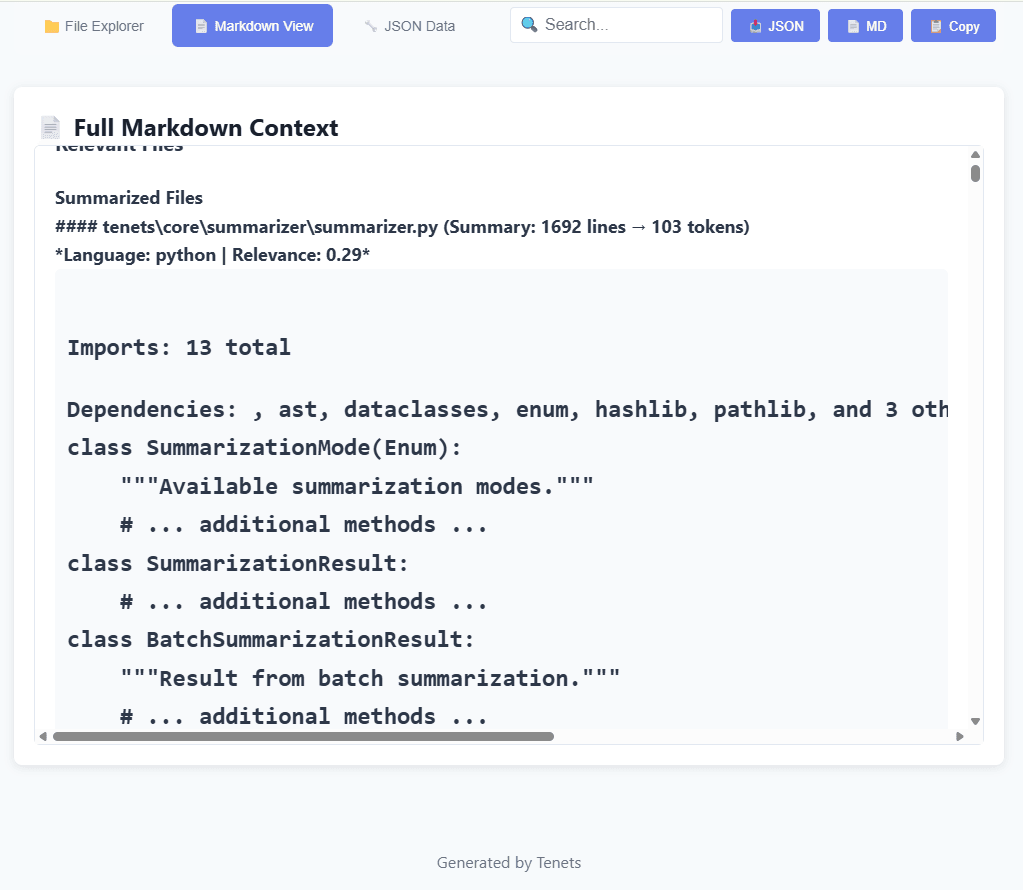 File Explorer
Markdown View
JSON Data
Search...
JSON
MD
Copy
Full Markdown Context
Relevant Files
Summarized Files
#### tenets\core\summarizer\summarizer.py (Summary: 1692 lines → 103 tokens)
*Language: python | Relevance: 0.29*
Imports: 13 total
Dependencies: , ast, dataclasses, enum, hashlib, pathlib, and 3 oth
class SummarizationMode(Enum):
    """Available summarization modes."""
    # ... additional methods ...
class SummarizationResult:
    # ... additional methods ...
class BatchSummarizationResult:
    """Result from batch summarization."""
    # ... additional methods ...
Generated by Tenets